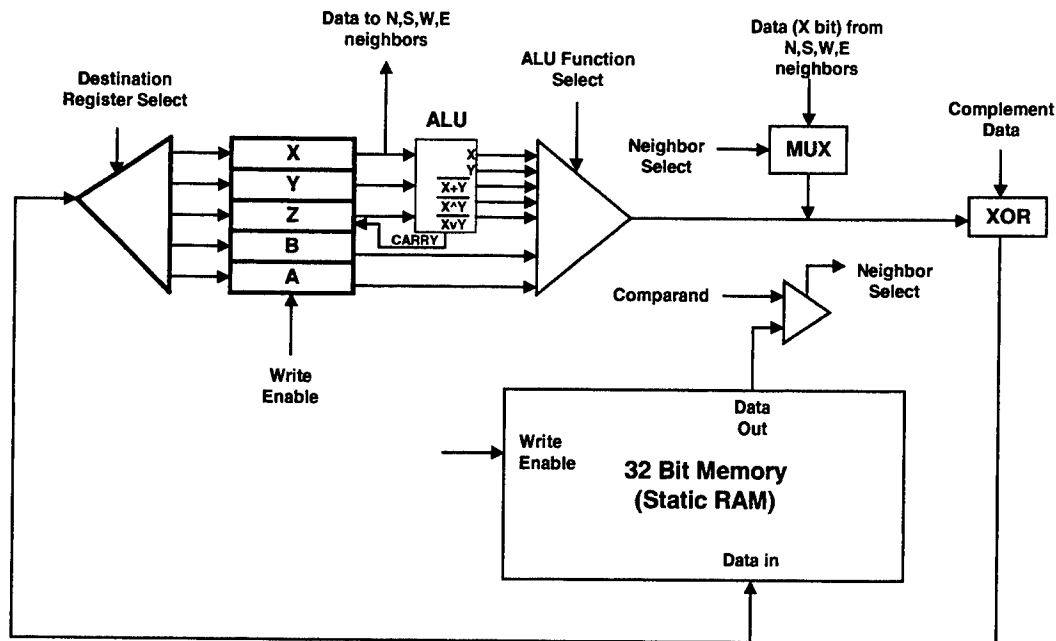 Data to N,S,W,E
neighbors
Data (X bit) from
N,S,W,E
neighbors
ALU Function
Select
Destination
Register Select
Complement
Data
ALU
Neighbor
Select
MUX
X
Y
Z
B
A
X
Y
X+Y
X^Y
XvY
CARRY
XOR
Comparand
Neighbor
Select
Write
Enable
Data
Out
Write
Enable
32 Bit Memory
(Static RAM)
Data in